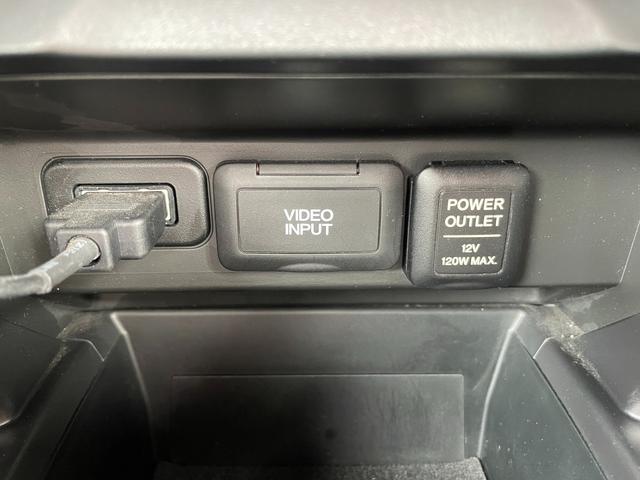 VIDEO
INPUT
POWER
OUTLET
12V
120W MAX.